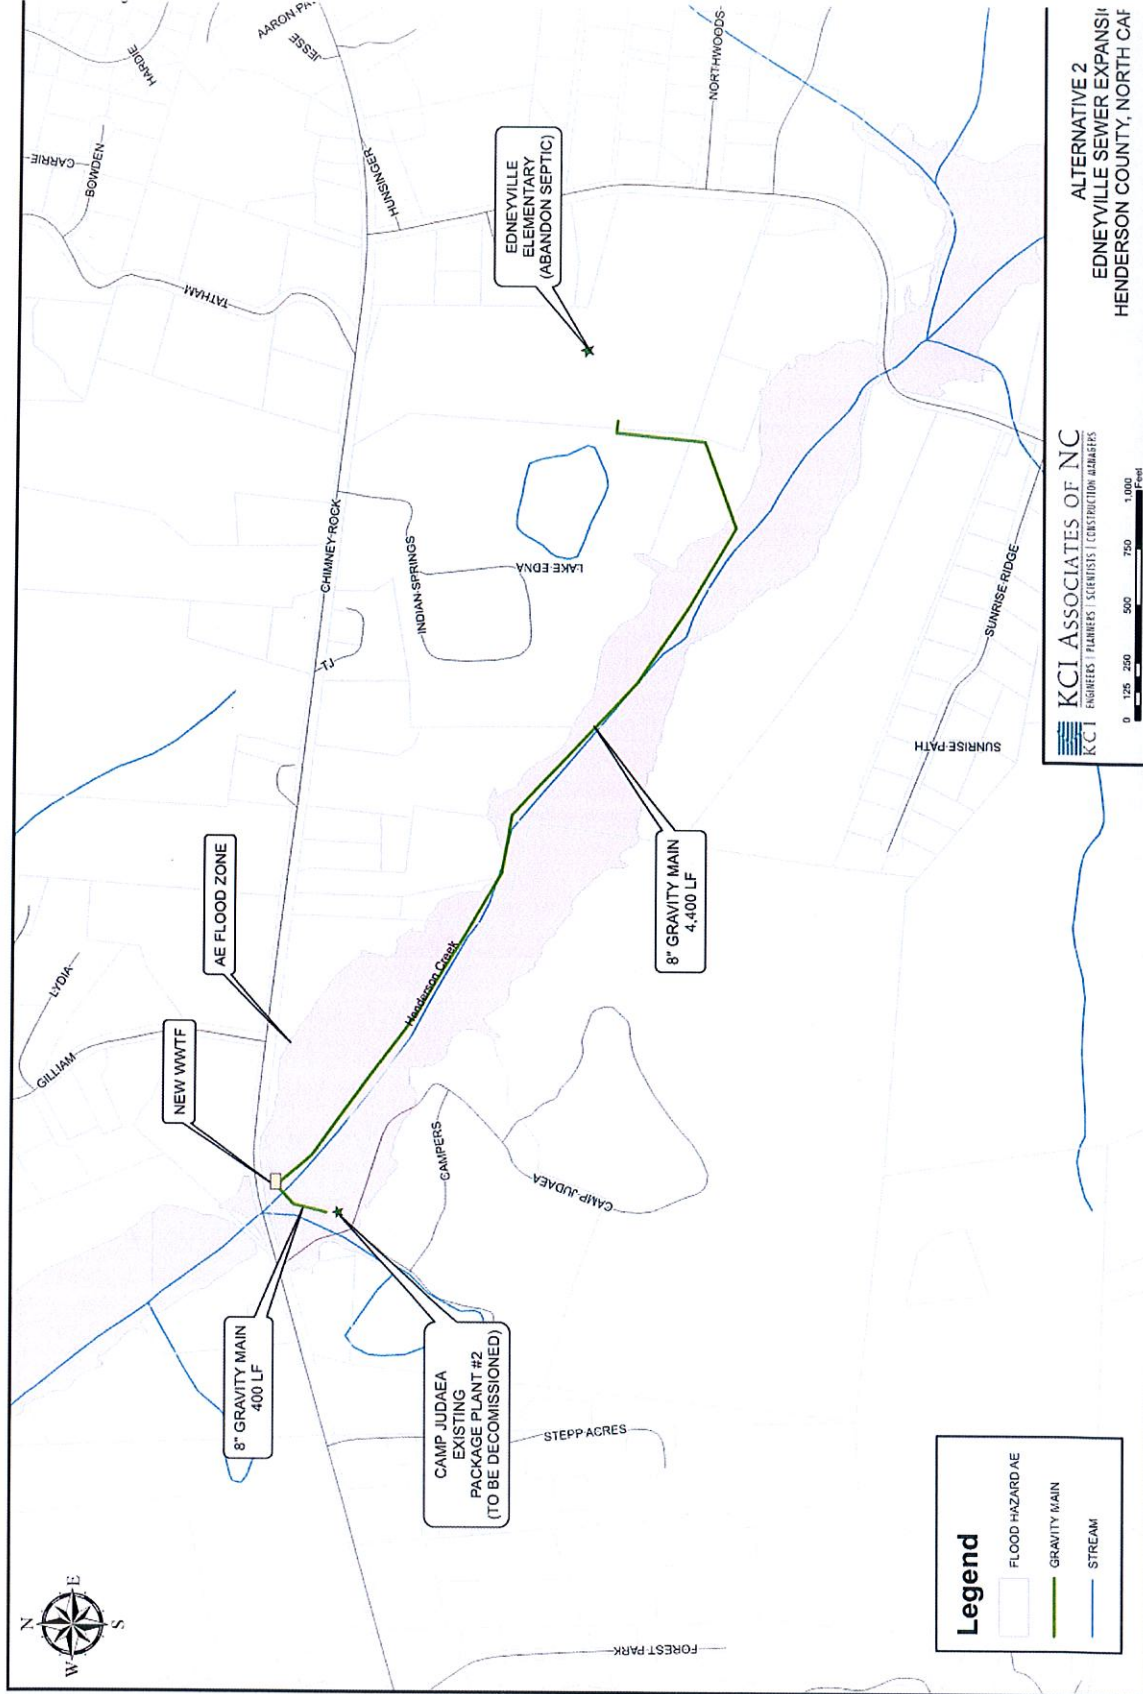 N
W
E
S
FOREST PARK
STEPP ACRES
8" GRAVITY MAIN
400 LF
CAMP JUDAEA
EXISTING
PACKAGE PLANT #2
(TO BE DECOMISSIONED)
NEW WWTF
AE FLOOD ZONE
GILLIAM
LYDIA
CAMPERS
CAMP JUDAEA
Henderson Creek
8" GRAVITY MAIN
4,400 LF
TJ
CHIMNEY ROCK
INDIAN SPRINGS
LAKE EDNA
TATHAM
CARRIE
BOWDEN
HARDIE
JESSE
HUNSINGER
EDNEYVILLE
ELEMENTARY
(ABANDON SEPTIC)
NORTHWOODS
SUNRISE PATH
SUNRISE RIDGE
Legend
FLOOD HAZARD AE
GRAVITY MAIN
STREAM
KCI
KCI ASSOCIATES OF NC
ENGINEERS | PLANNERS | SCIENTISTS | CONSTRUCTION MANAGERS
0 125 250 500 750 1,000
Feet
ALTERNATIVE 2
EDNEYVILLE SEWER
HENDERSON COUNTY, NORTH